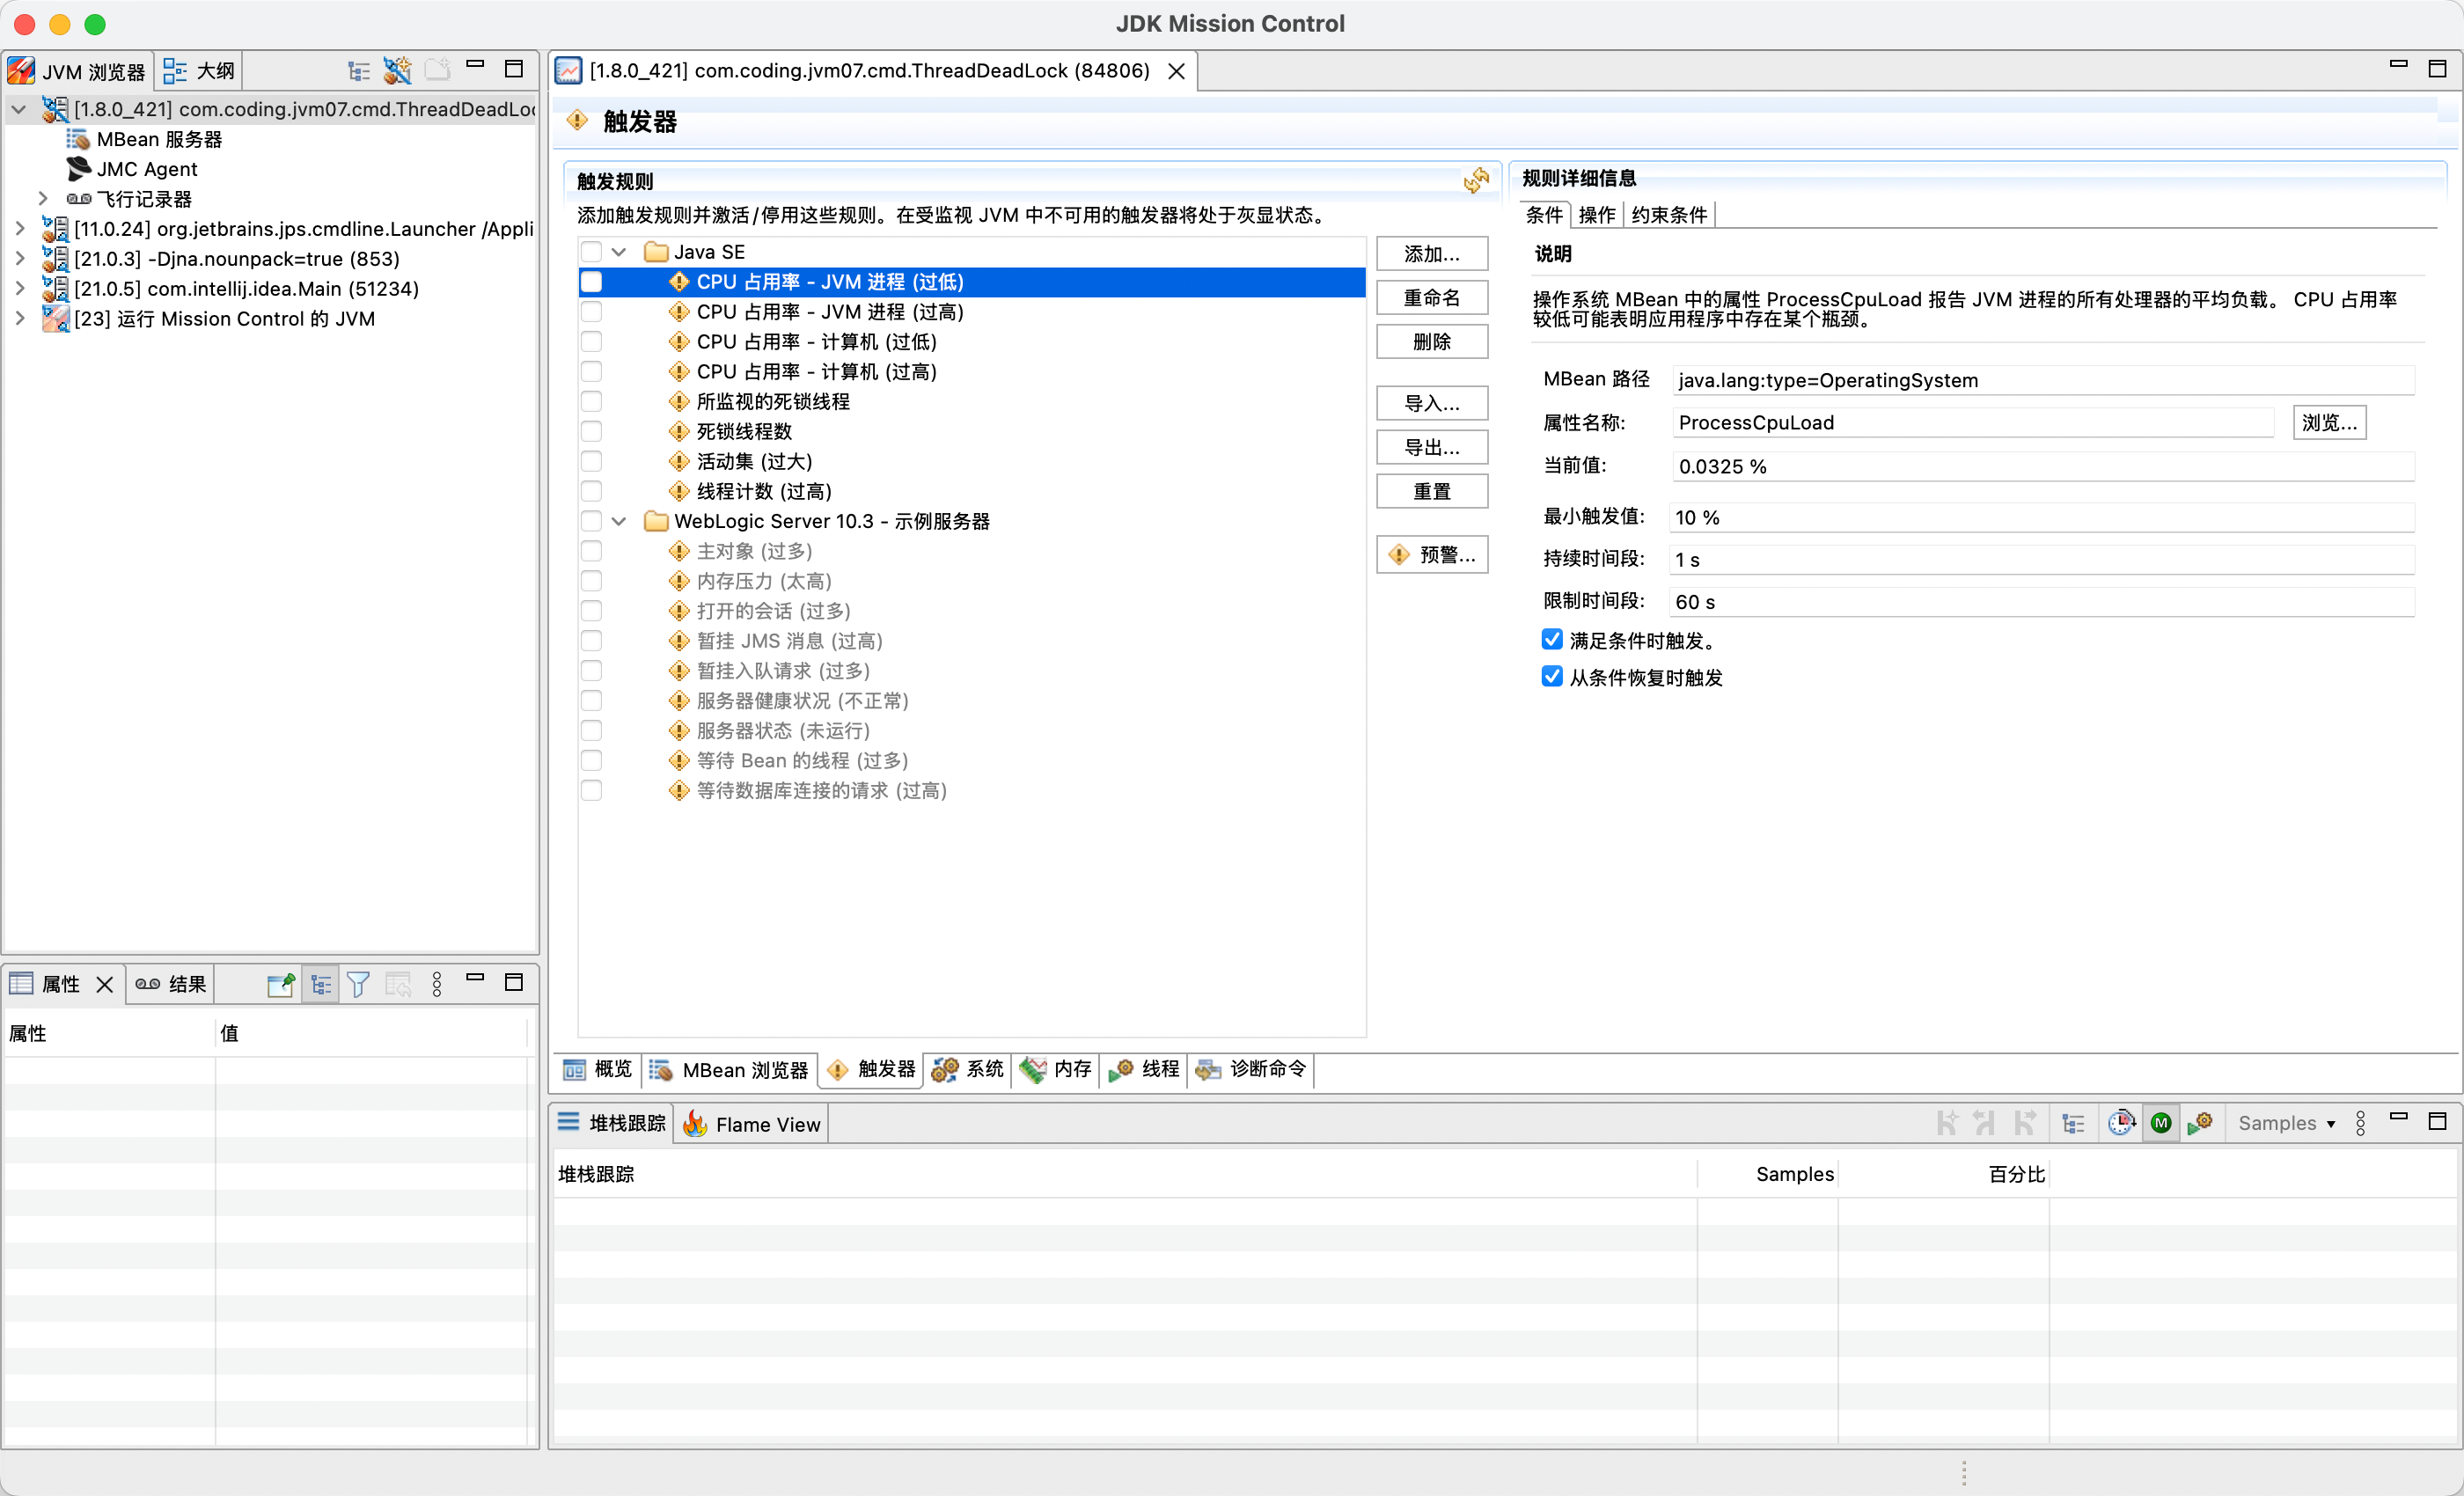 JDK Mission Control
JVM 浏览器
大纲
[1.8.0_421] com.coding.jvm07.cmd.ThreadDeadLoc
MBean 服务器
JMC Agent
飞行记录器
[11.0.24] org.jetbrains.jps.cmdline.Launcher /Appli
[21.0.3] -Djna.nounpack=true (853)
[21.0.5] com.intellij.idea.Main (51234)
[23] 运行 Mission Control 的 JVM
属性
结果
属性
值
[1.8.0_421] com.coding.jvm07.cmd.ThreadDeadLock (84806)
触发器
触发规则
添加触发规则并激活/停用这些规则。在受监视 JVM 中不可用的触发器将处于灰显状态。
Java SE
CPU 占用率 - JVM 进程 (过低)
CPU 占用率 - JVM 进程 (过高)
CPU 占用率 - 计算机 (过低)
CPU 占用率 - 计算机 (过高)
所监视的死锁线程
死锁线程数
活动集 (过大)
线程计数 (过高)
WebLogic Server 10.3 - 示例服务器
主对象 (过多)
内存压力 (太高)
打开的会话 (过多)
暂挂 JMS 消息 (过高)
暂挂入队请求 (过多)
服务器健康状况 (不正常)
服务器状态 (未运行)
等待 Bean 的线程 (过多)
等待数据库连接的请求 (过高)
添加...
重命名
删除
导入...
导出...
重置
预警...
规则详细信息
条件
操作
约束条件
说明
操作系统 MBean 中的属性 ProcessCpuLoad 报告 JVM 进程的所有处理器的平均负载。 CPU 占用率
较低可能表明应用程序中存在某个瓶颈。
MBean 路径
java.lang:type=OperatingSystem
属性名称:
ProcessCpuLoad
浏览...
当前值:
0.0325 %
最小触发值:
10 %
持续时间段:
1 s
限制时间段:
60 s
满足条件时触发。
从条件恢复时触发
概览
MBean 浏览器
触发器
系统
内存
线程
诊断命令
堆栈跟踪
Flame View
Samples
堆栈跟踪
Samples
百分比